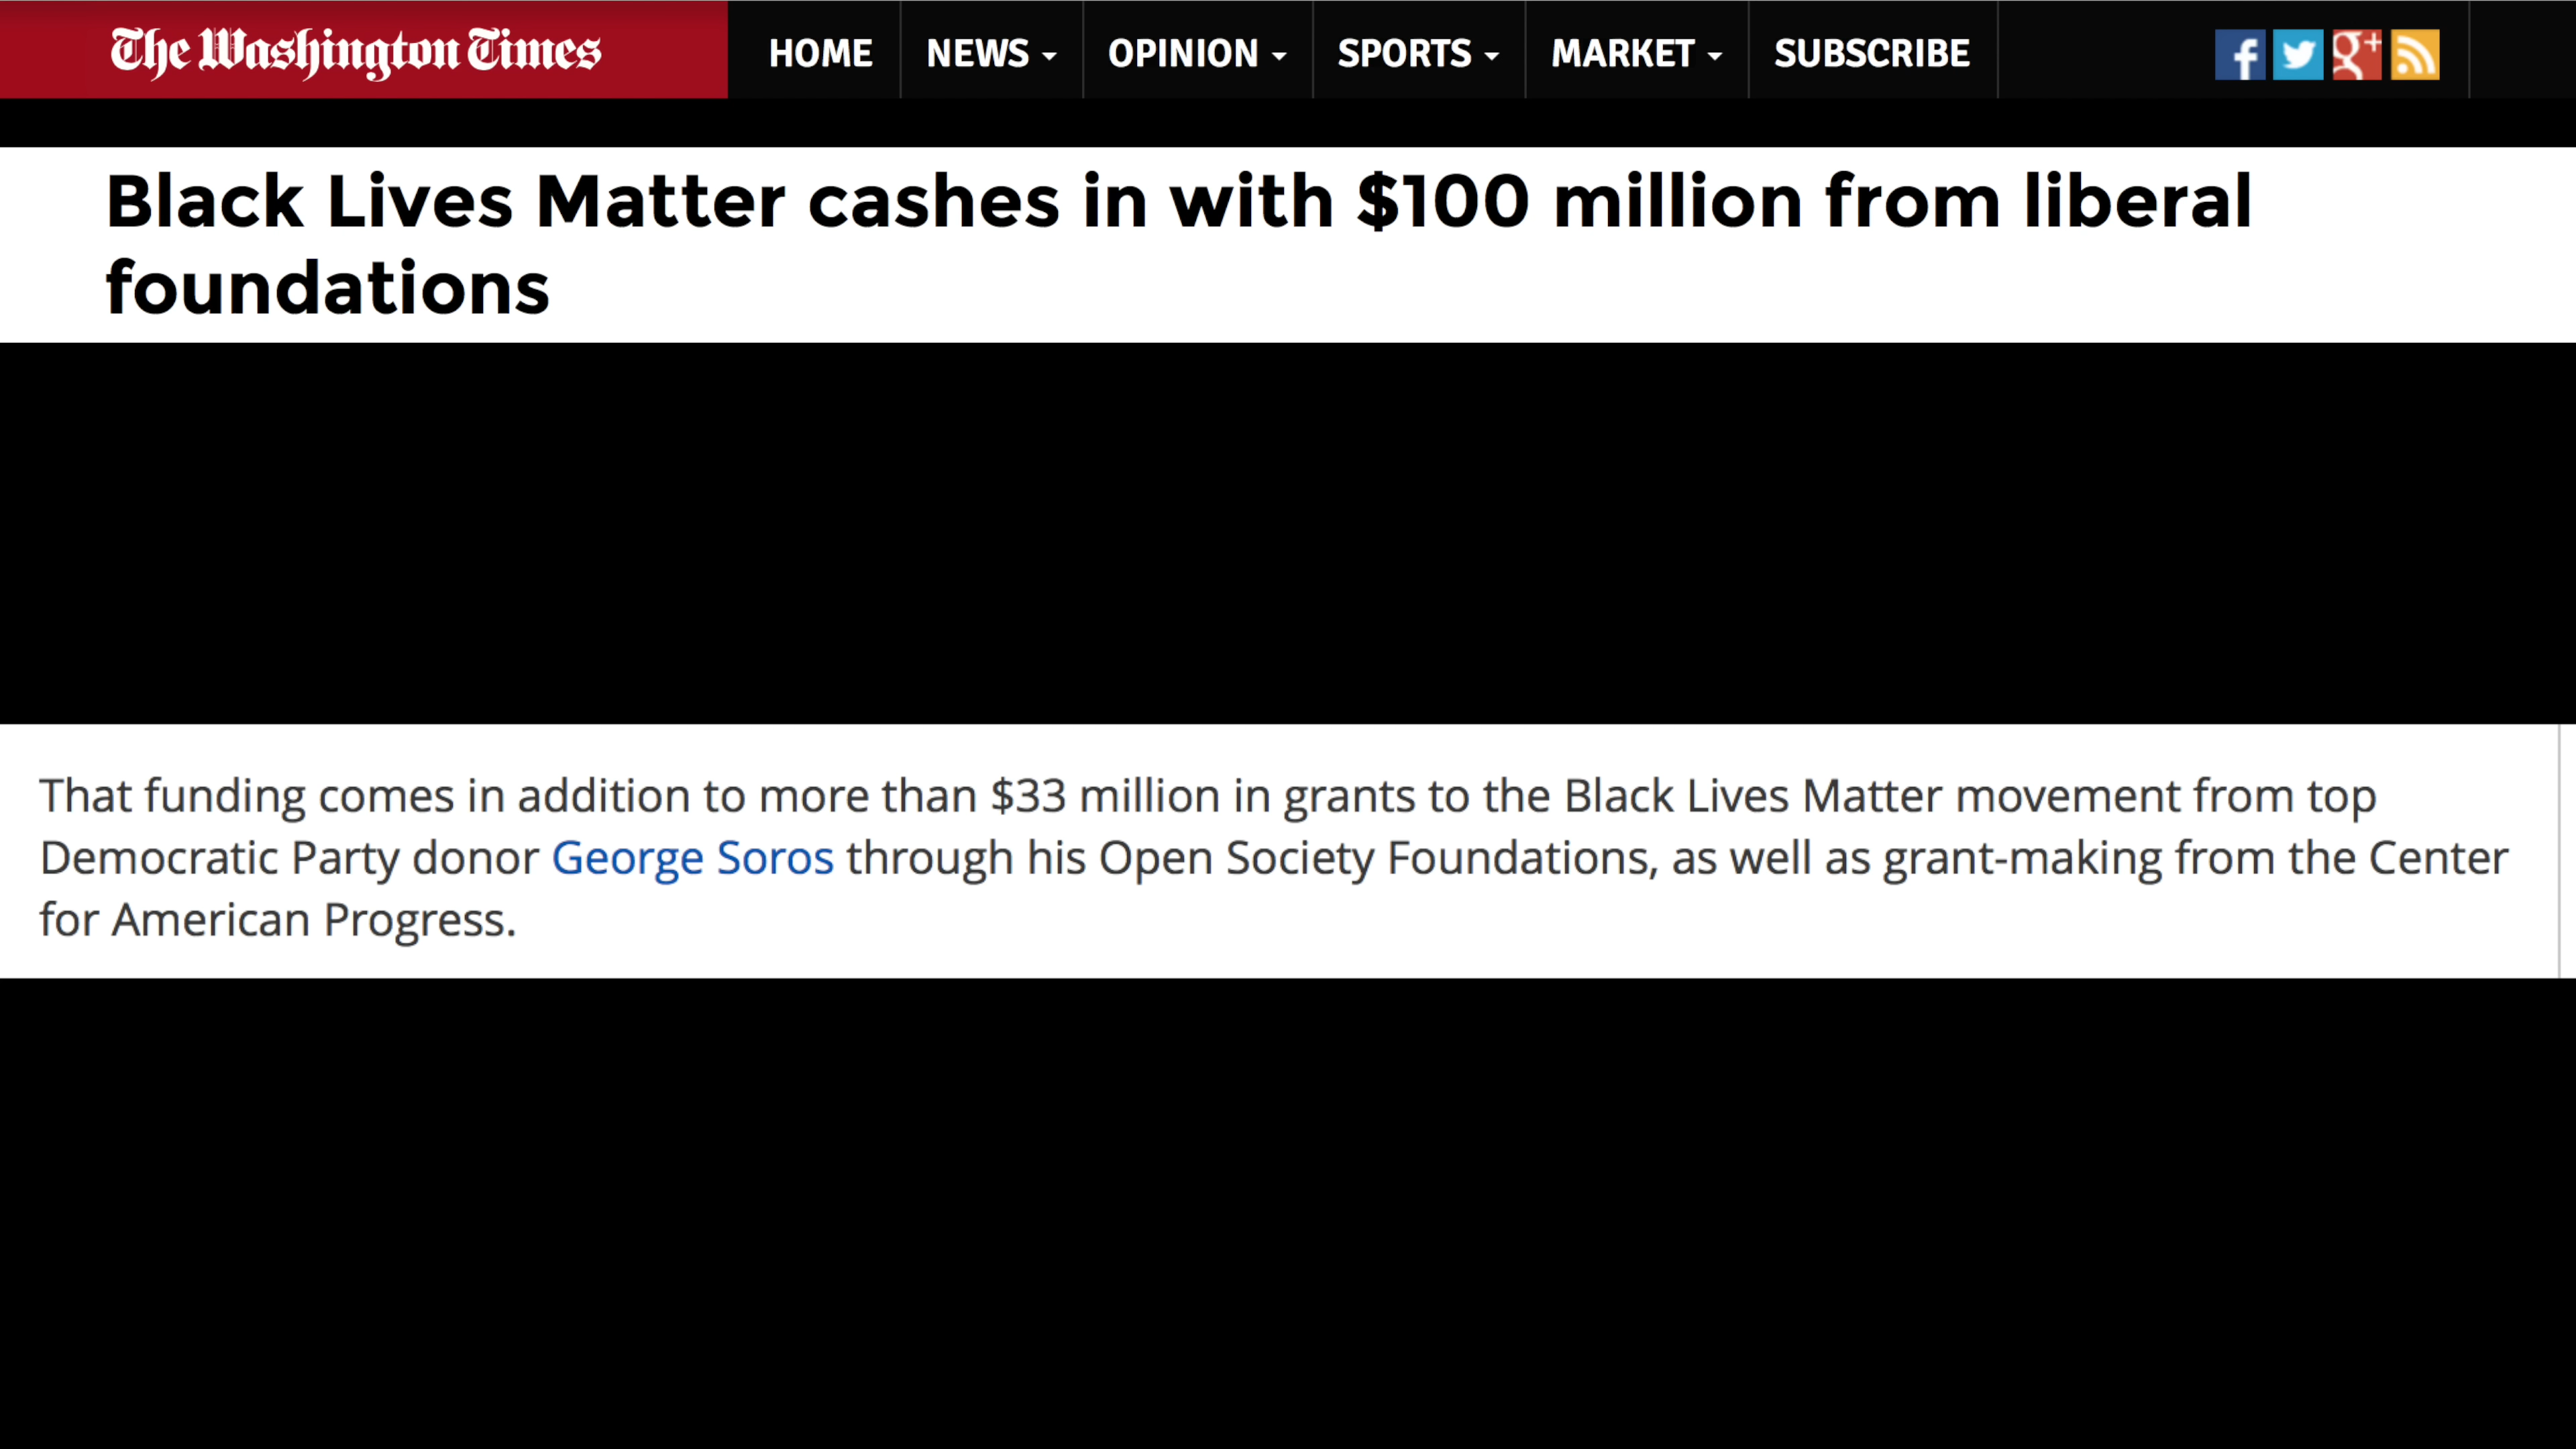 The Washington Times HOME NEWS OPINION SPORTS MARKET SUBSCRIBE f g+
Black Lives Matter cashes in with $100 million from liberal
foundations
That funding comes in addition to more than $33 million in grants to the Black Lives Matter movement from top
Democratic Party donor George Soros through his Open Society Foundations, as well as grant-making from the Center
for American Progress.